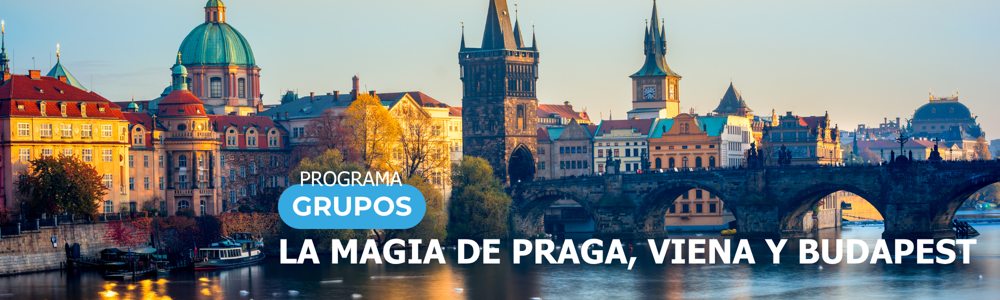 PROGRAMA
GRUPOS
LA MAGIA DE PRAGA, VIENA Y BUDAPEST